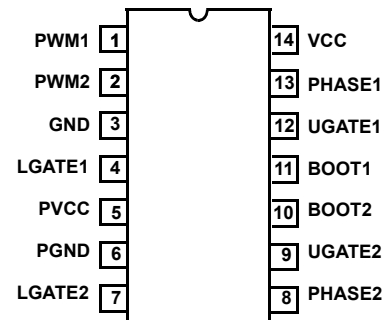 PWM1 1 14 VCC
PWM2 2 13 PHASE1
GND 3 12 UGATE1
LGATE1 4 11 BOOT1
PVCC 5 10 BOOT2
PGND 6 9 UGATE2
LGATE2 7 8 PHASE2